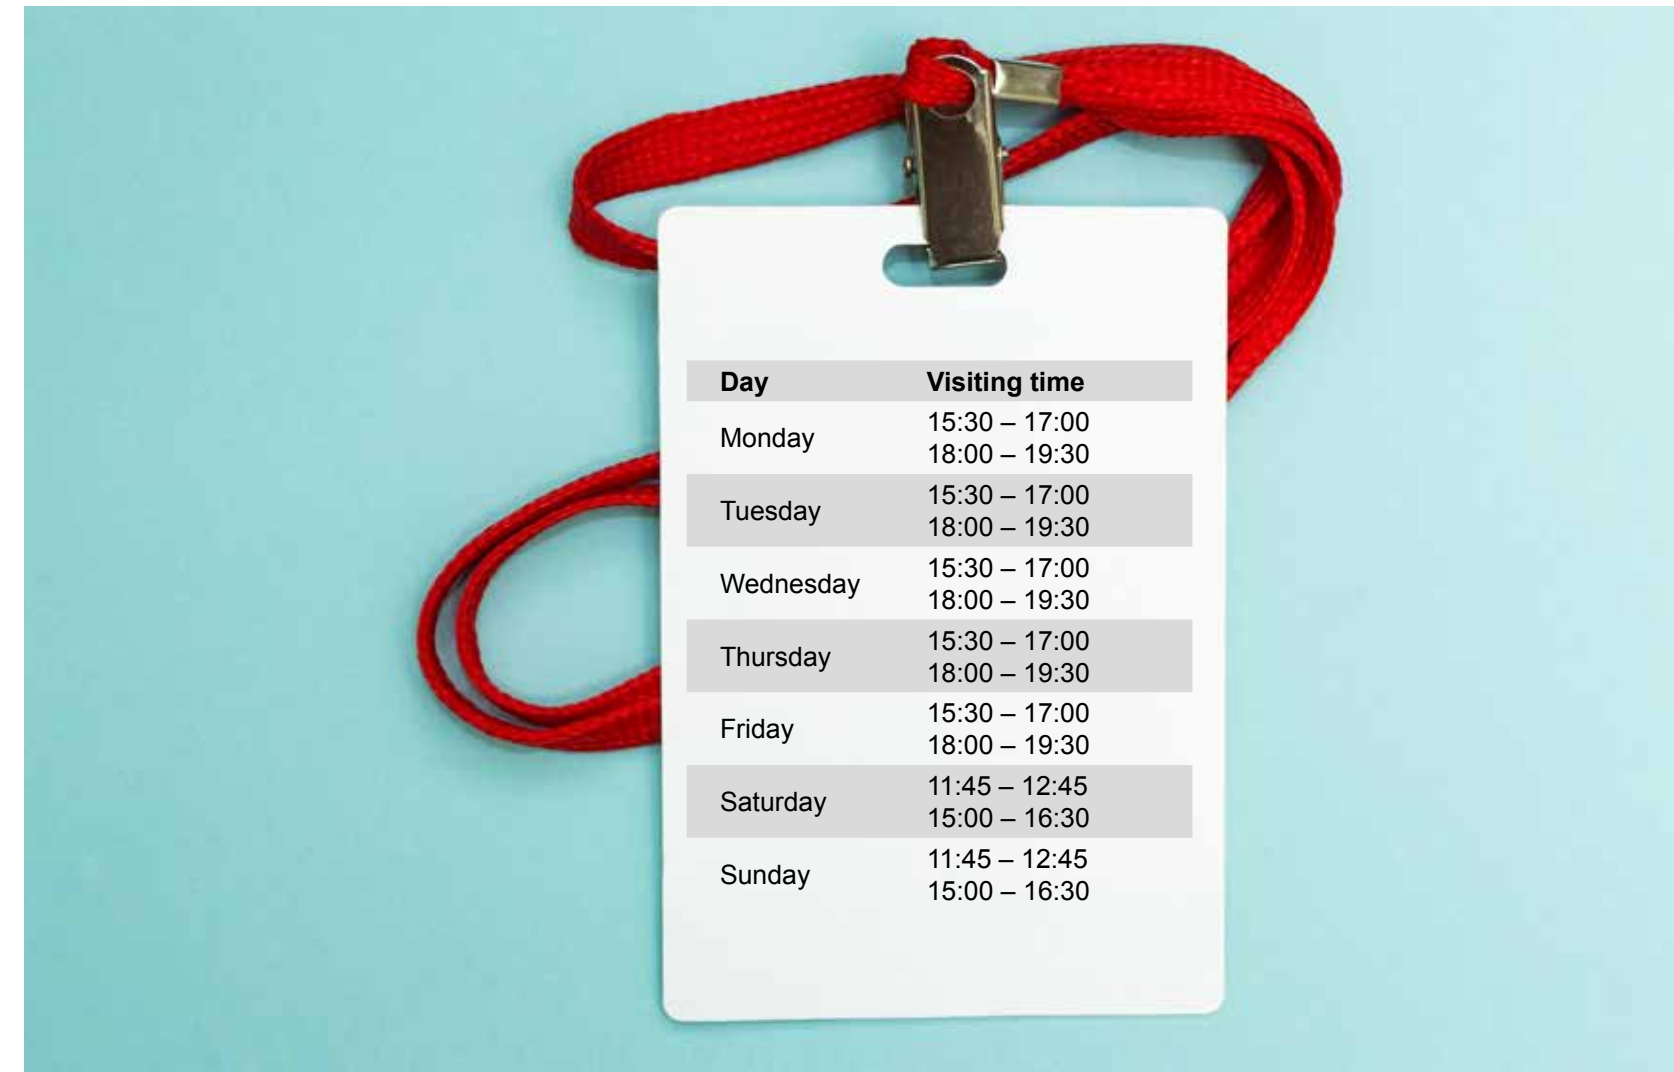 Day Visiting time
Monday 15:30 – 17:00
18:00 – 19:30
Tuesday 15:30 – 17:00
18:00 – 19:30
Wednesday 15:30 – 17:00
18:00 – 19:30
Thursday 15:30 – 17:00
18:00 – 19:30
Friday 15:30 – 17:00
18:00 – 19:30
Saturday 11:45 – 12:45
15:00 – 16:30
Sunday 11:45 – 12:45
15:00 – 16:30